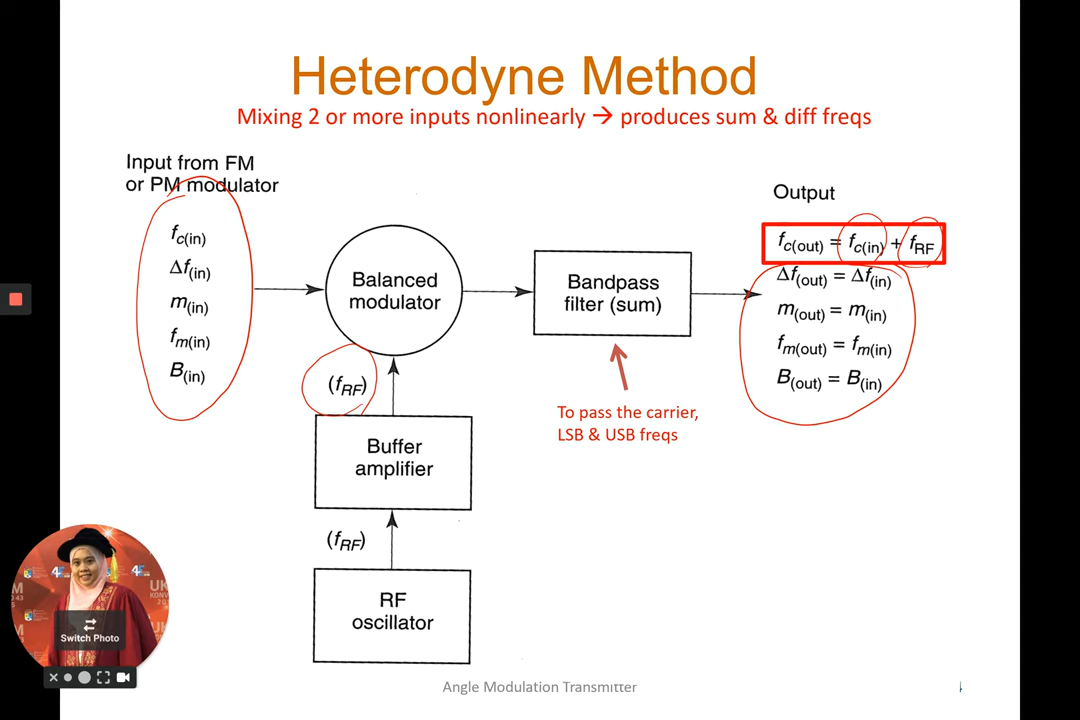 Heterodyne Method
Mixing 2 or more inputs nonlinearly → produces sum & diff freqs
Input from FM
or PM modulator
fc(in)
Δf(in)
m(in)
fm(in)
B(in)
Balanced
modulator
(fRF)
Buffer
amplifier
(fRF)
RF
oscillator
Bandpass
filter (sum)
To pass the carrier,
LSB & USB freqs
Output
fc(out) = fc(in) + fRF
Δf(out) = Δf(in)
m(out) = m(in)
fm(out) = fm(in)
B(out) = B(in)
Switch Photo
Angle Modulation Transmitter